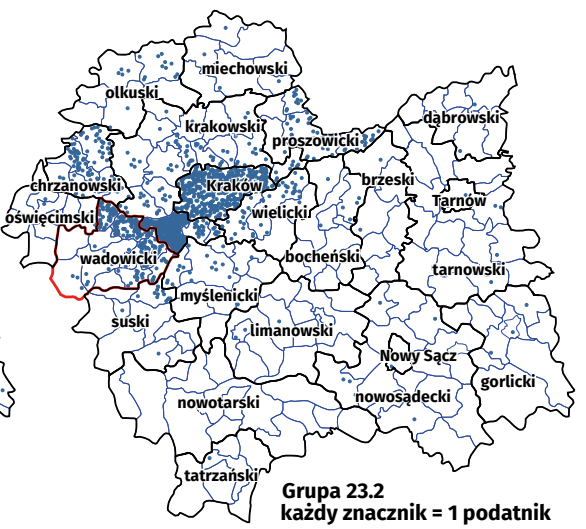 miechowski
olkuski
krakowski
dąbrowski
proszowicki
chrzanowski
Kraków
brzeski
Tarnów
oświęcimski
wielicki
wadowicki
bocheński
tarnowski
myślenicki
suski
limanowski
Nowy Sącz
gorlicki
nowotarski
nowosądecki
tatrzański
Grupa 23.2
każdy znacznik = 1 podatnik